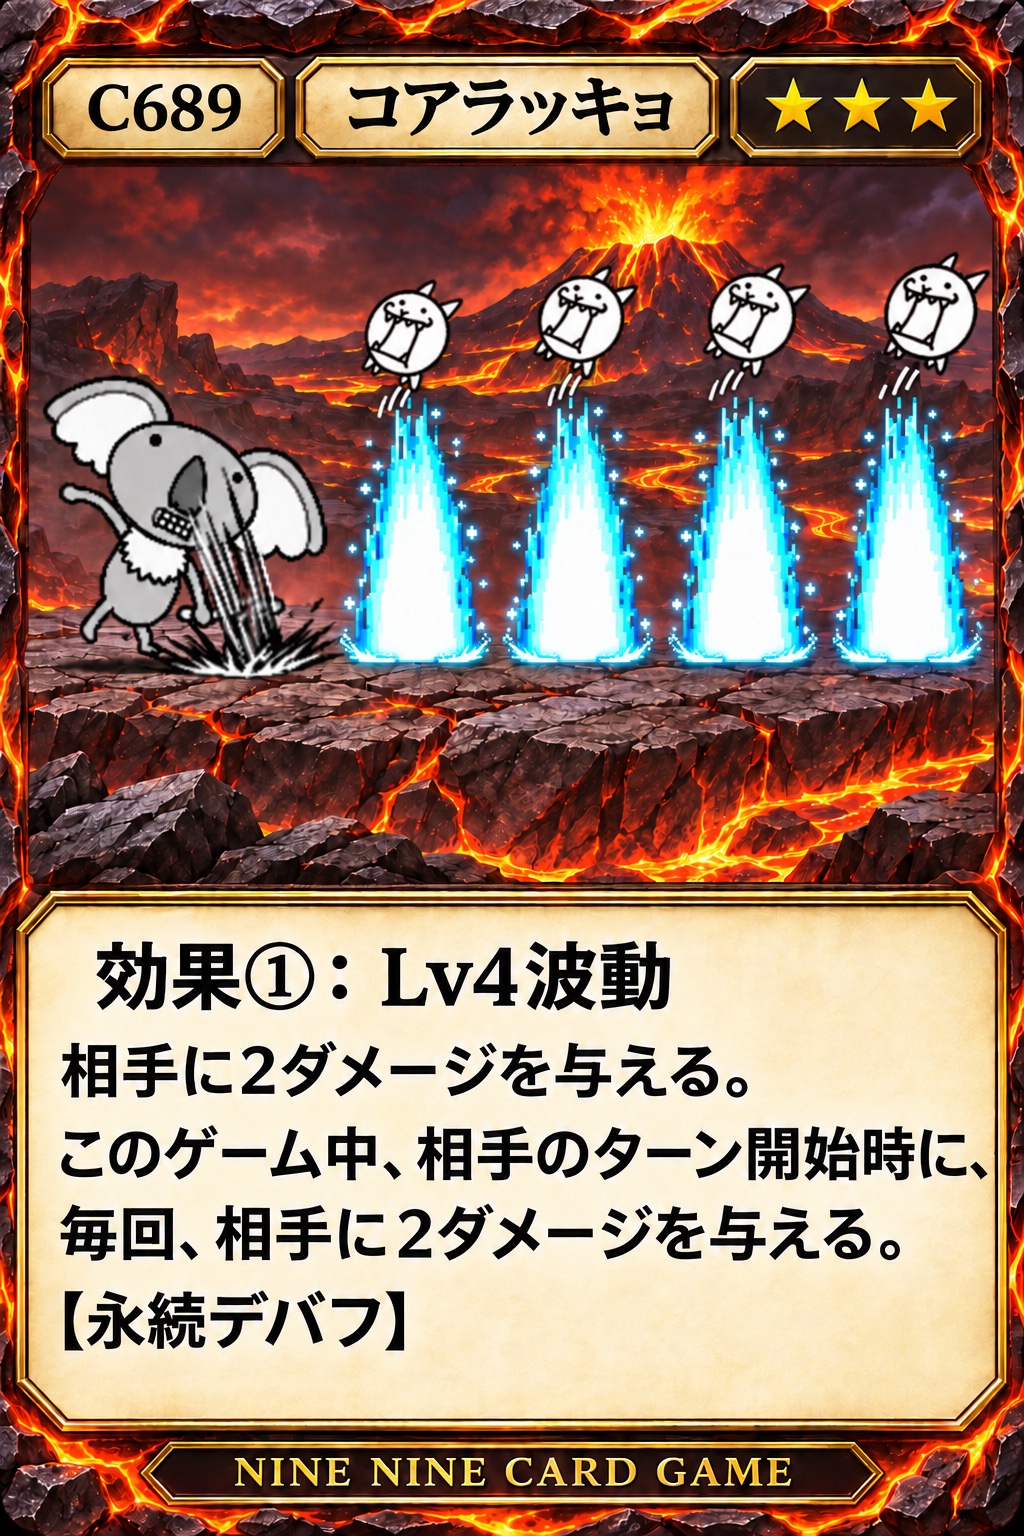 C689
コアラッキョ
★★★
効果①：Lv4波動
相手に2ダメージを与える。
このゲーム中、相手のターン開始時に、
毎回、相手に2ダメージを与える。
【永続デバフ】
NINE NINE CARD GAME